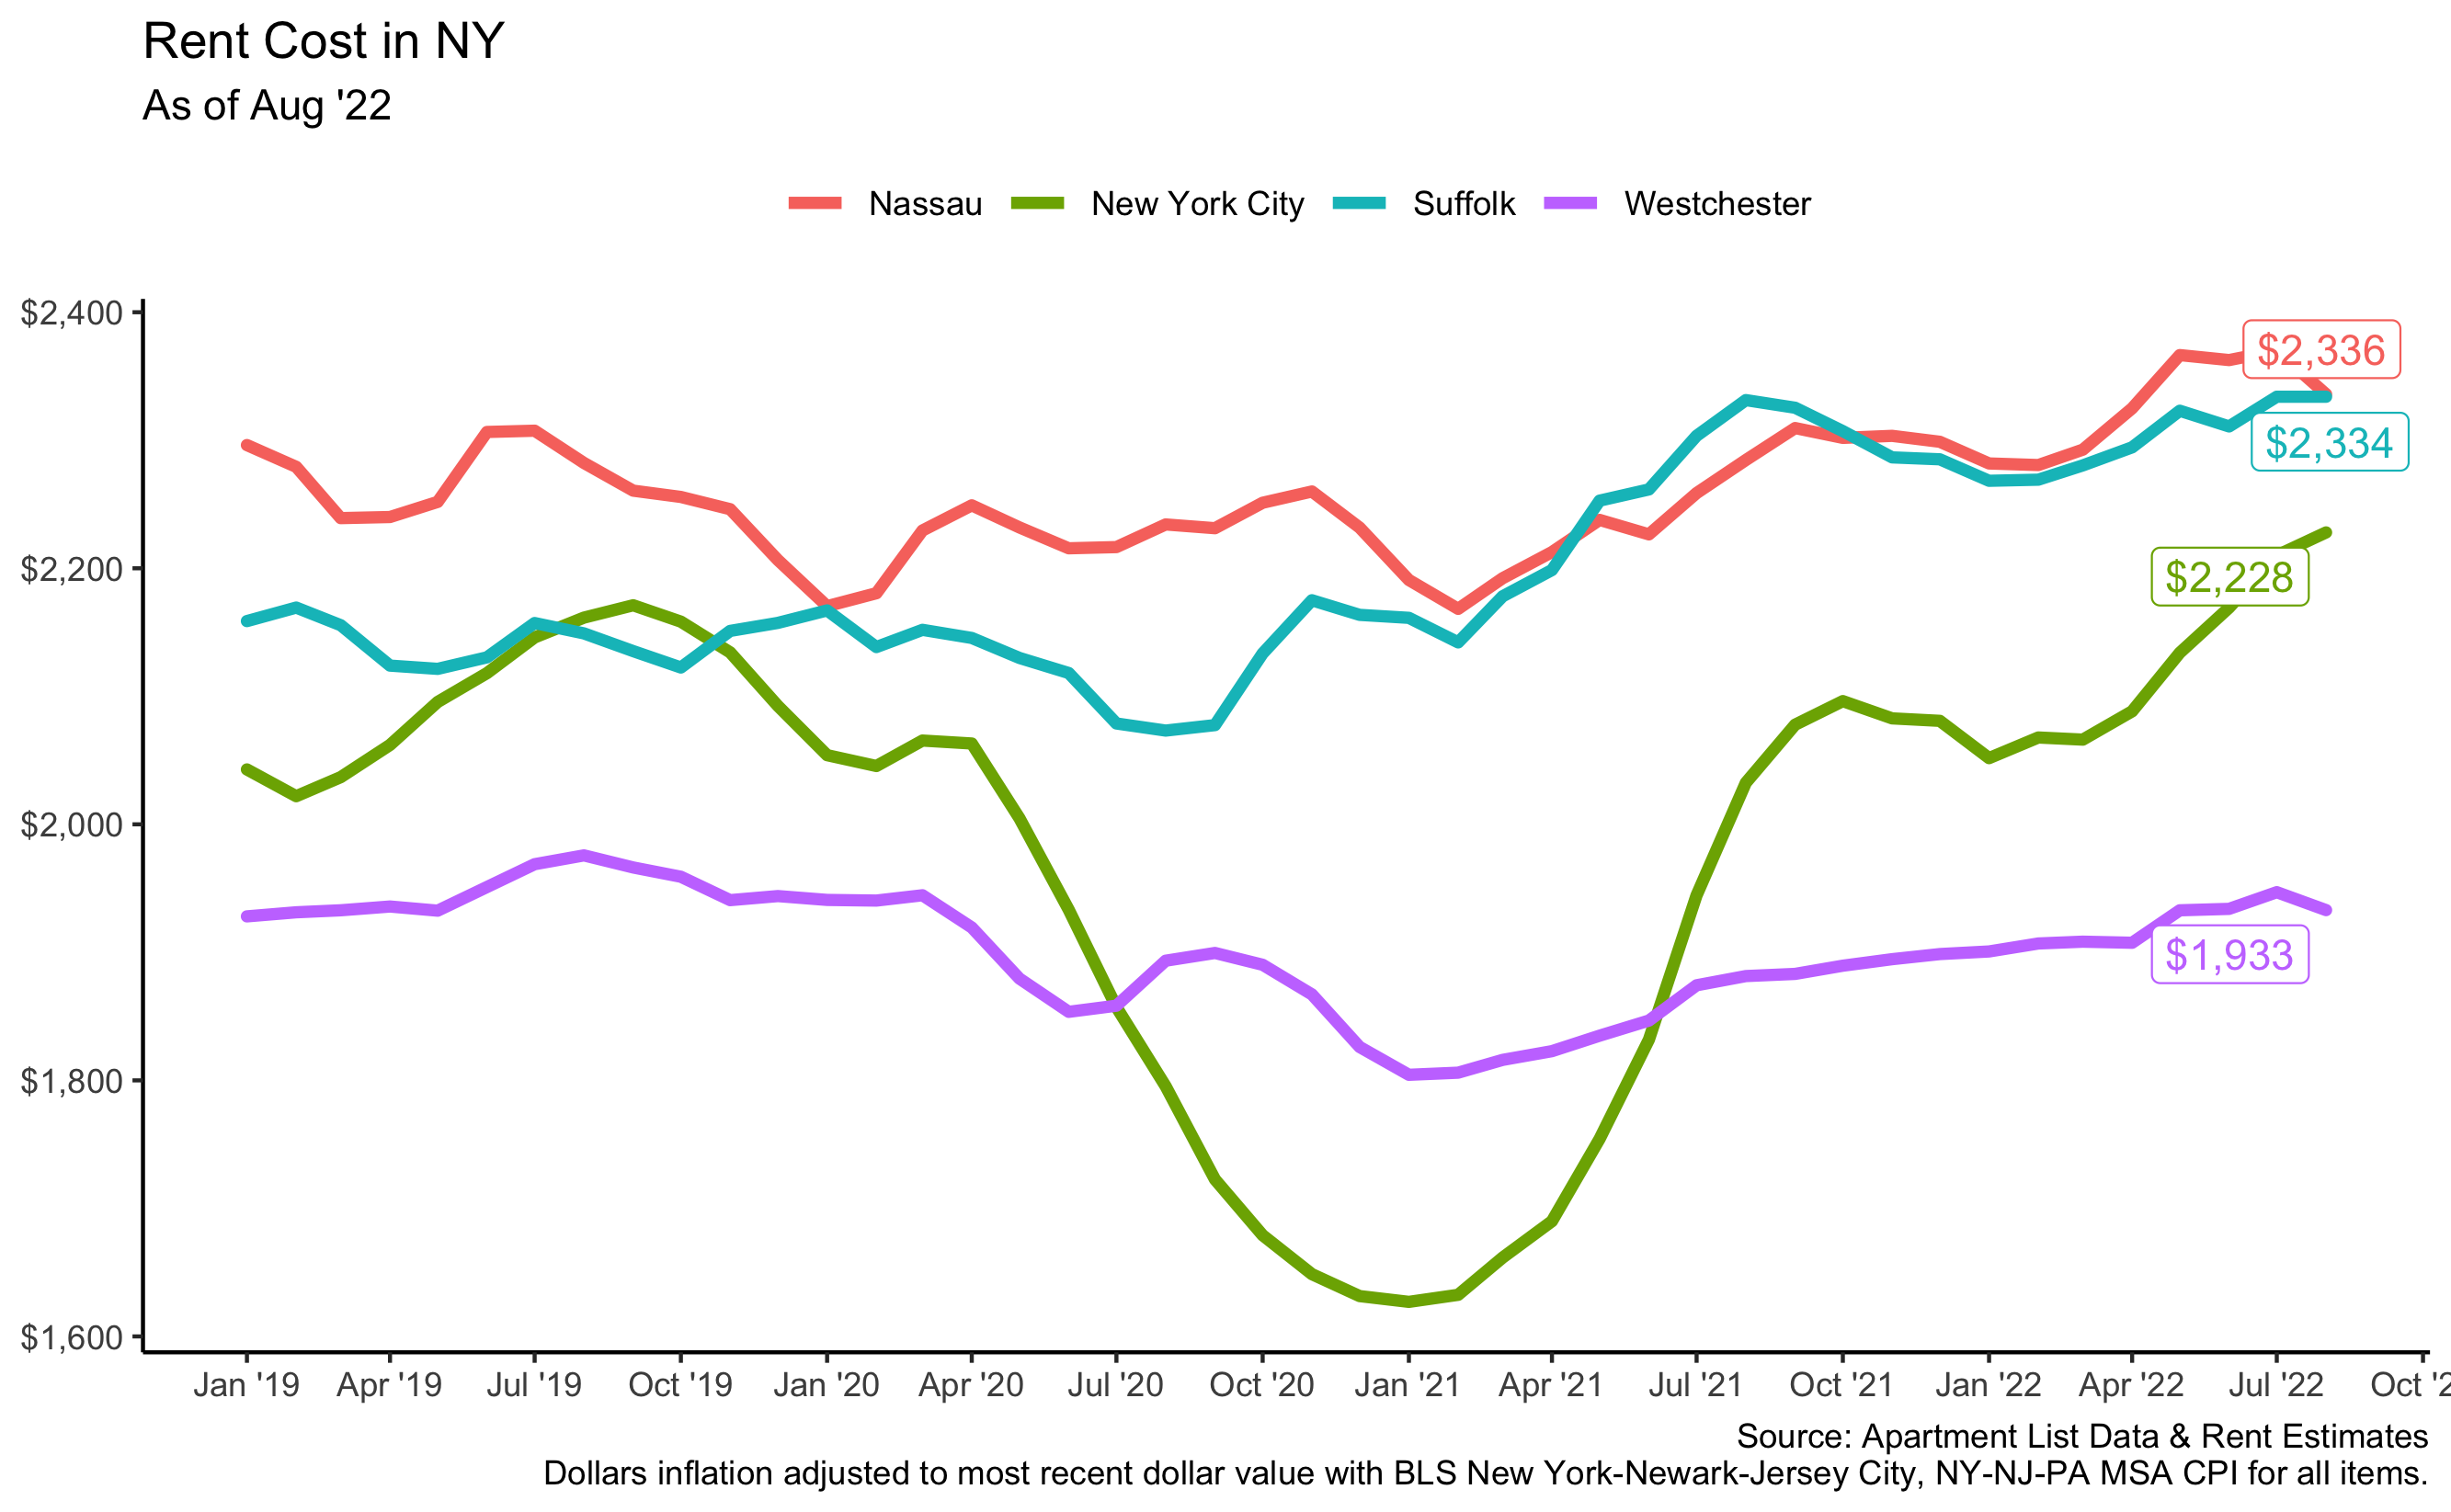 Rent Cost in NY
As of Aug '22
Nassau New York City Suffolk Westchester
$2,400
$2,336
$2,334
$2,200
$2,228
$2,000
$1,933
$1,800
$1,600
Jan '19 Apr '19 Jul '19 Oct '19 Jan '20 Apr '20 Jul '20 Oct '20 Jan '21 Apr '21 Jul '21 Oct '21 Jan '22 Apr '22 Jul '22 Oct '2
Source: Apartment List Data & Rent Estimates
Dollars inflation adjusted to most recent dollar value with BLS New York-Newark-Jersey City, NY-NJ-PA MSA CPI for all items.